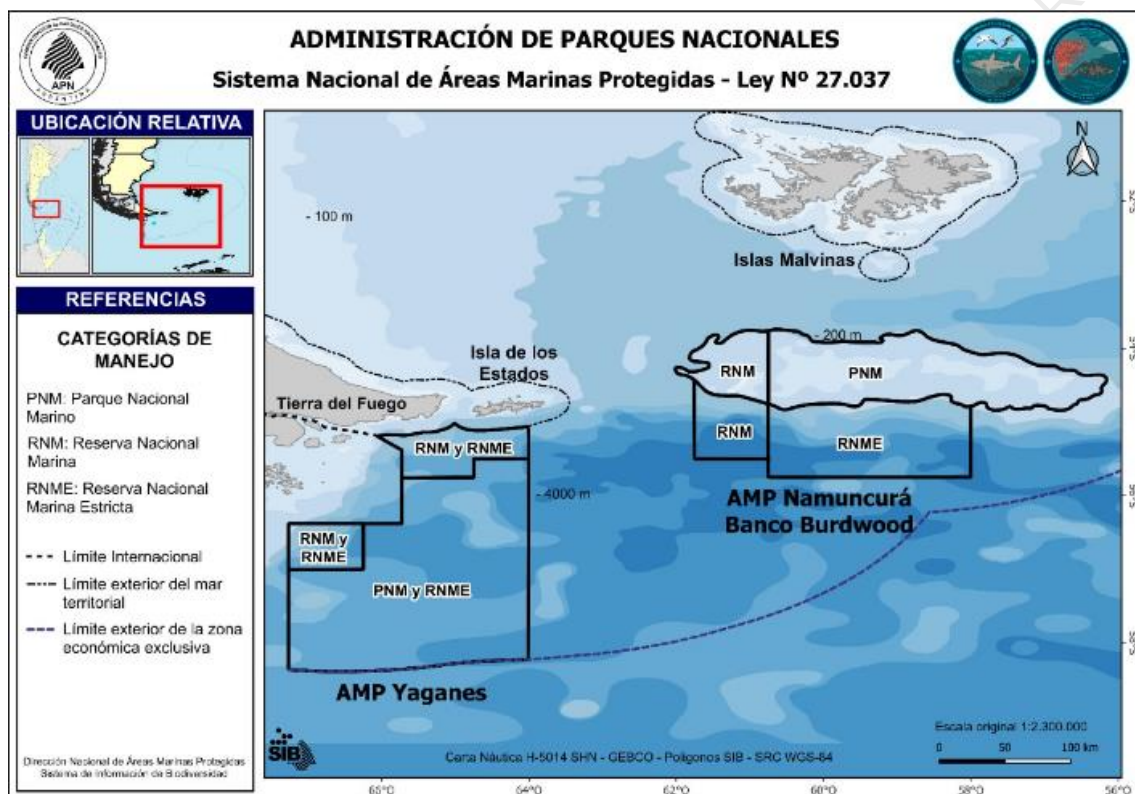 ADMINISTRACIÓN DE PARQUES NACIONALES
Sistema Nacional de Áreas Marinas Protegidas - Ley Nº 27.037
APN
ARGENTINA
UBICACIÓN RELATIVA
REFERENCIAS
CATEGORÍAS DE
MANEJO
PNM: Parque Nacional
Marino
RNM: Reserva Nacional
Marina
RNME: Reserva Nacional
Marina Estricta
Límite Internacional
Límite exterior del mar
territorial
Límite exterior de la zona
económica exclusiva
Dirección Nacional de Áreas Marinas Protegidas
Sistema de Información de Biodiversidad
N
- 100 m
Islas Malvinas
- 200 m
Isla de los
Estados
Tierra del Fuego
RNM
PNM
RNM
RNME
RNM y RNME
- 4000 m
AMP Namuncurá
Banco Burdwood
RNM y
RNME
PNM y RNME
AMP Yaganes
SIB
Carta Náutica H-5014 SHN - GEBCO - Polígonos SIB - SRC WGS-84
Escala original 1:2.300.000
0 50 100 km
66°O 64°O 62°O 60°O 58°O 56°O